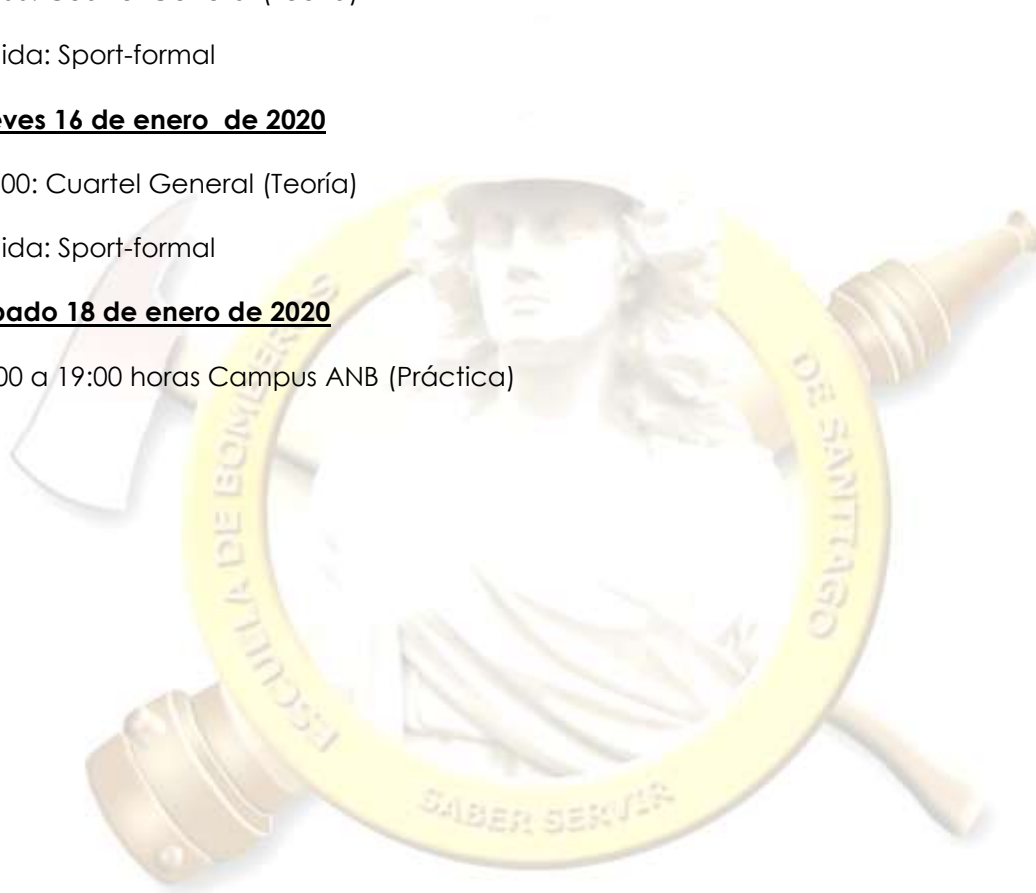 ida: Sport-formal
ves 16 de enero  de 2020
00: Cuartel General (Teoría)
ida: Sport-formal
bado 18 de enero de 2020
00 a 19:00 horas Campus ANB (Práctica)
ESCUELA DE BOMBEROS
DE SANTIAGO
SABER SERVIR